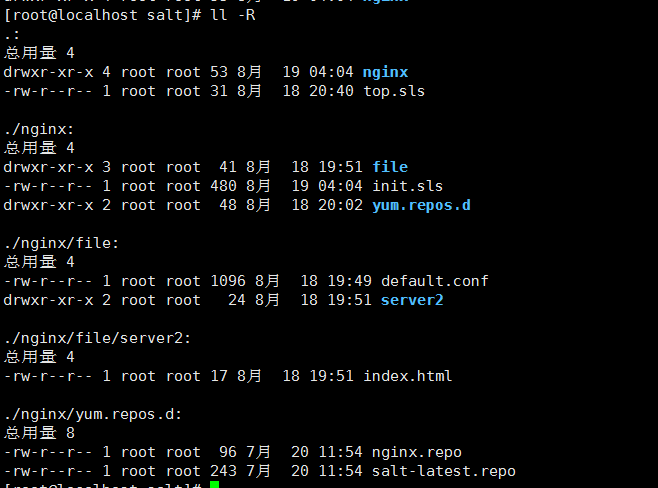 [root@localhost salt]# ll -R
.:
总用量 4
drwxr-xr-x 4 root root 53 8月 19 04:04 nginx
-rw-r--r-- 1 root root 31 8月 18 20:40 top.sls
./nginx:
总用量 4
drwxr-xr-x 3 root root 41 8月 18 19:51 file
-rw-r--r-- 1 root root 480 8月 19 04:04 init.sls
drwxr-xr-x 2 root root 48 8月 18 20:02 yum.repos.d
./nginx/file:
总用量 4
-rw-r--r-- 1 root root 1096 8月 18 19:49 default.conf
drwxr-xr-x 2 root root 24 8月 18 19:51 server2
./nginx/file/server2:
总用量 4
-rw-r--r-- 1 root root 17 8月 18 19:51 index.html
./nginx/yum.repos.d:
总用量 8
-rw-r--r-- 1 root root 96 7月 20 11:54 nginx.repo
-rw-r--r-- 1 root root 243 7月 20 11:54 salt-latest.repo
[root@localhost salt]#